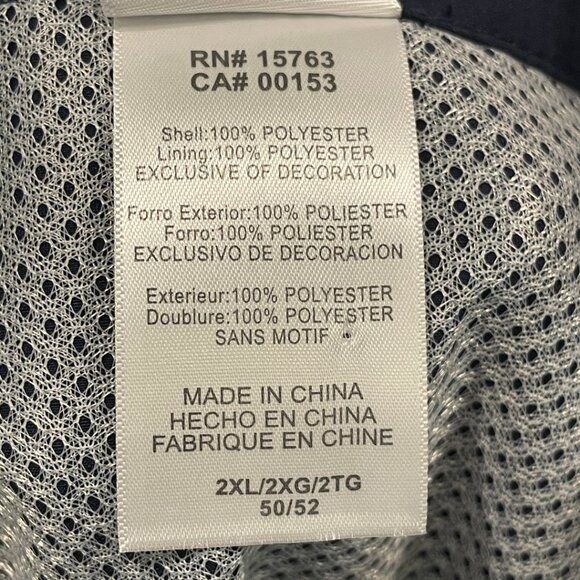 RN# 15763
CA# 00153
Shell:100% POLYESTER
Lining:100% POLYESTER
EXCLUSIVE OF DECORATION
Forro Exterior:100% POLIESTER
Forro:100% POLIESTER
EXCLUSIVO DE DECORACION
Exterieur:100% POLYESTER
Doublure:100% POLYESTER
SANS MOTIF
MADE IN CHINA
HECHO EN CHINA
FABRIQUE EN CHINE
2XL/2XG/2TG
50/52